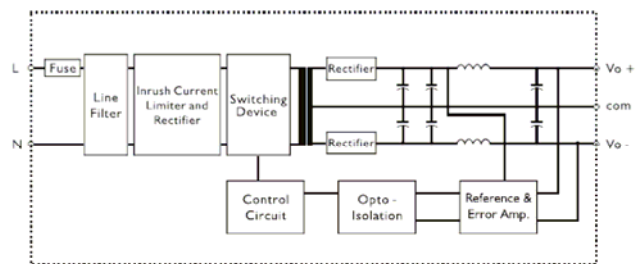 L
Fuse
N
Line
Filter
Inrush Current
Limiter and
Rectifier
Switching
Device
Rectifier
Rectifier
Vo +
com
Vo -
Control
Circuit
Opto -
Isolation
Reference &
Error Amp.